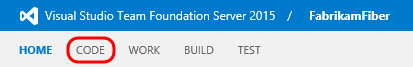 Visual Studio Team Foundation Server 2015 / FabrikamFiber
HOME CODE WORK BUILD TEST